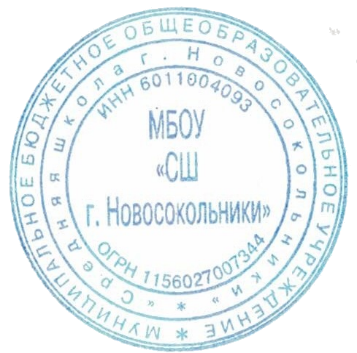 МУНИЦИПАЛЬНОЕ БЮДЖЕТНОЕ ОБЩЕОБРАЗОВАТЕЛЬНОЕ УЧРЕЖДЕНИЕ *
«Средняя школа г. Новосокольники» *
ИНН 6011004093
МБОУ
«СШ
г. Новосокольники»
ОГРН 1156027007344